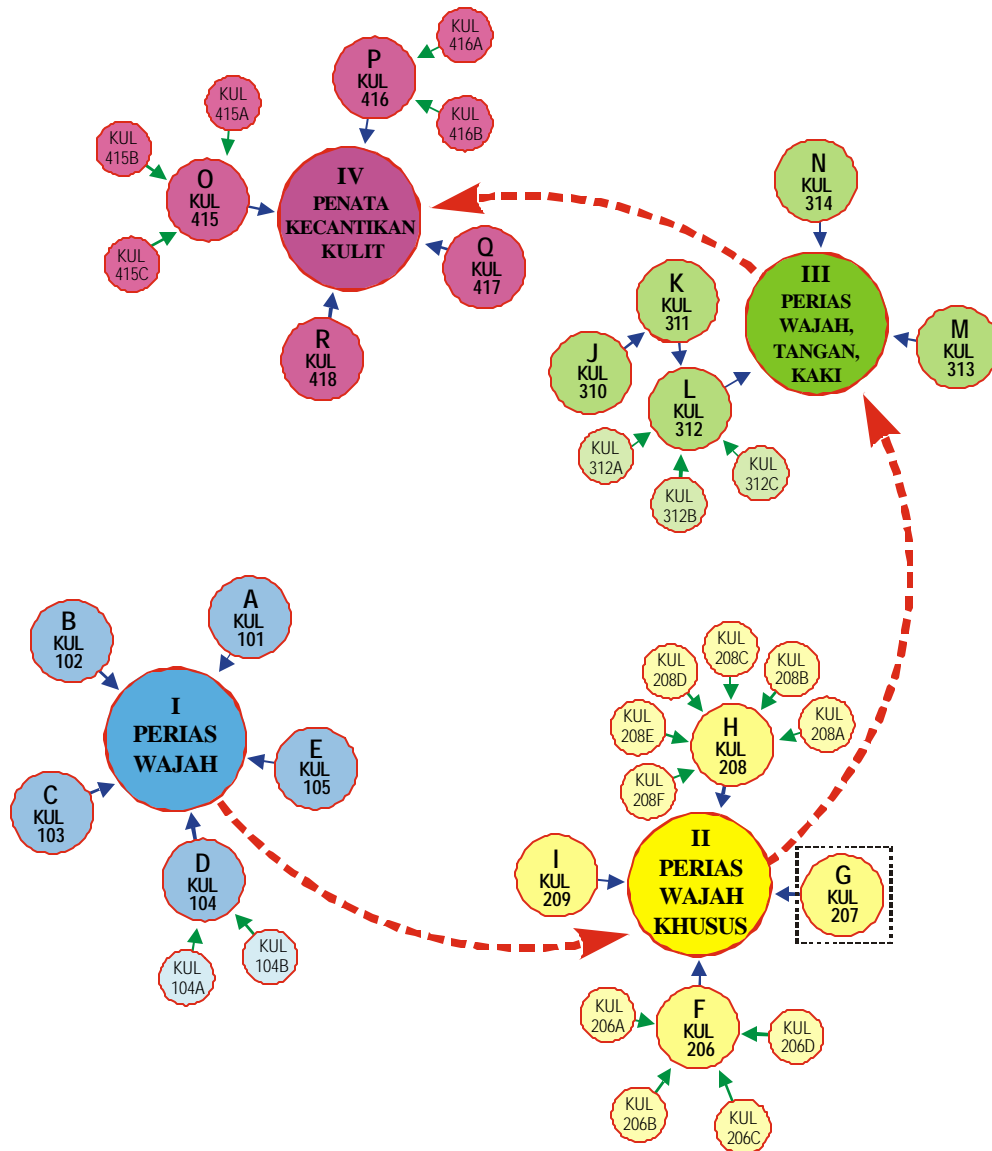 P
KUL
416
KUL
416A
KUL
416B
KUL
415A
KUL
415B
O
KUL
415
KUL
415C
IV
PENATA
KECANTIKAN
KULIT
Q
KUL
417
R
KUL
418
N
KUL
314
III
PERIAS
WAJAH,
TANGAN,
KAKI
M
KUL
313
K
KUL
311
J
KUL
310
L
KUL
312
KUL
312A
KUL
312B
KUL
312C
A
KUL
101
B
KUL
102
I
PERIAS
WAJAH
E
KUL
105
C
KUL
103
D
KUL
104
KUL
104A
KUL
104B
KUL
208C
KUL
208D
KUL
208B
KUL
208E
H
KUL
208
KUL
208A
KUL
208F
II
PERIAS
WAJAH
KHUSUS
I
KUL
209
G
KUL
207
F
KUL
206
KUL
206A
KUL
206D
KUL
206B
KUL
206C